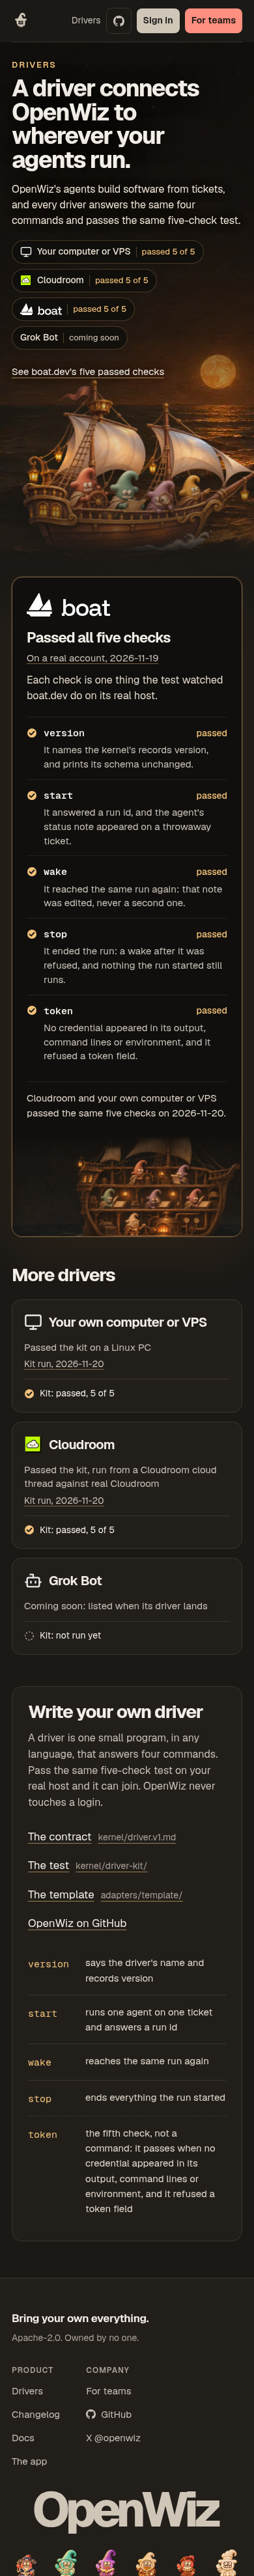 Drivers
Sign in
For teams
DRIVERS
A driver connects
OpenWiz to
wherever your
agents run.
OpenWiz's agents build software from tickets,
and every driver answers the same four
commands and passes the same five-check test.
Your computer or VPS | passed 5 of 5
Cloudroom | passed 5 of 5
boat | passed 5 of 5
Grok Bot | coming soon
See boat.dev's five passed checks
boat
Passed all five checks
On a real account, 2026-11-19
Each check is one thing the test watched
boat.dev do on its real host.
version passed
It names the kernel's records version,
and prints its schema unchanged.
start passed
It answered a run id, and the agent's
status note appeared on a throwaway
ticket.
wake passed
It reached the same run again: that note
was edited, never a second one.
stop passed
It ended the run: a wake after it was
refused, and nothing the run started still
runs.
token passed
No credential appeared in its output,
command lines or environment, and it
refused a token field.
Cloudroom and your own computer or VPS
passed the same five checks on 2026-11-20.
More drivers
Your own computer or VPS
Passed the kit on a Linux PC
Kit run, 2026-11-20
Kit: passed, 5 of 5
Cloudroom
Passed the kit, run from a Cloudroom cloud
thread against real Cloudroom
Kit run, 2026-11-20
Kit: passed, 5 of 5
Grok Bot
Coming soon: listed when its driver lands
Kit: not run yet
Write your own driver
A driver is one small program, in any
language, that answers four commands.
Pass the same five-check test on your
real host and it can join. OpenWiz never
touches a login.
The contract kernel/driver.v1.md
The test kernel/driver-kit/
The template adapters/template/
OpenWiz on GitHub
version says the driver's name and
records version
start runs one agent on one ticket
and answers a run id
wake reaches the same run again
stop ends everything the run started
token the fifth check, not a
command: it passes when no
credential appeared in its
output, command lines or
environment, and it refused a
token field
Bring your own everything.
Apache-2.0. Owned by no one.
PRODUCT
Drivers
Changelog
Docs
The app
COMPANY
For teams
GitHub
X @openwiz
OpenWiz